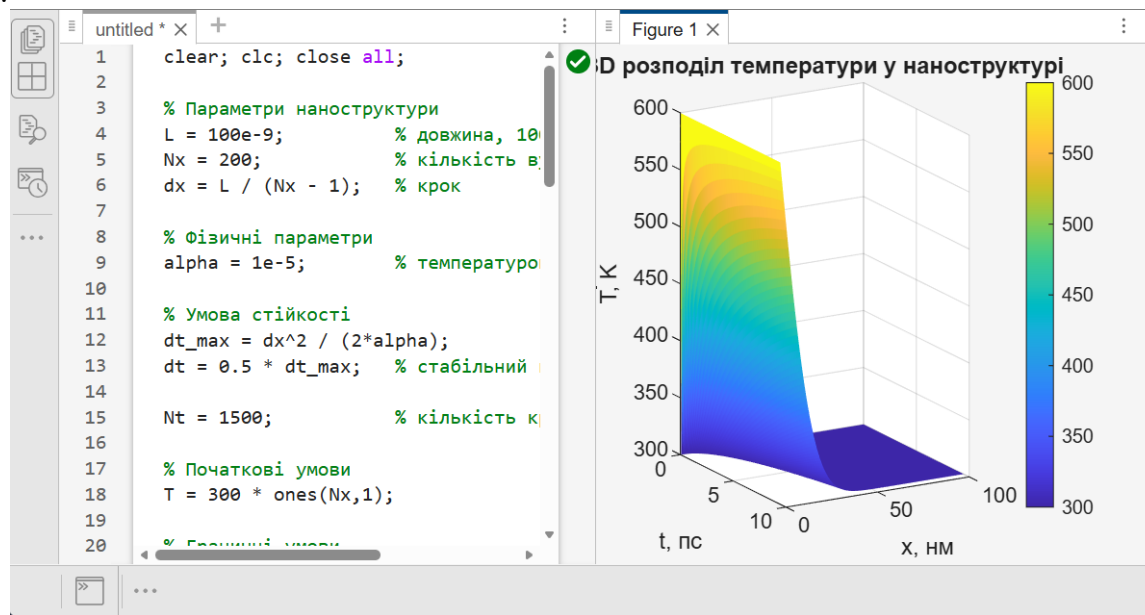 untitled * ×
+
1 clear; clc; close all;
2
3 % Параметри наноструктури
4 L = 100e-9; % довжина, 10
5 Nx = 200; % кількість в
6 dx = L / (Nx - 1); % крок
7
8 % Фізичні параметри
9 alpha = 1e-5; % температуро
10
11 % Умова стійкості
12 dt_max = dx^2 / (2*alpha);
13 dt = 0.5 * dt_max; % стабільний
14
15 Nt = 1500; % кількість к
16
17 % Початкові умови
18 T = 300 * ones(Nx,1);
19
20 % Граничні умови
Figure 1 ×
3D розподіл температури у наноструктурі
600
550
500
450
400
350
300
T, K
0
5
10
t, пс
0
50
100
x, нм
600
550
500
450
400
350
300